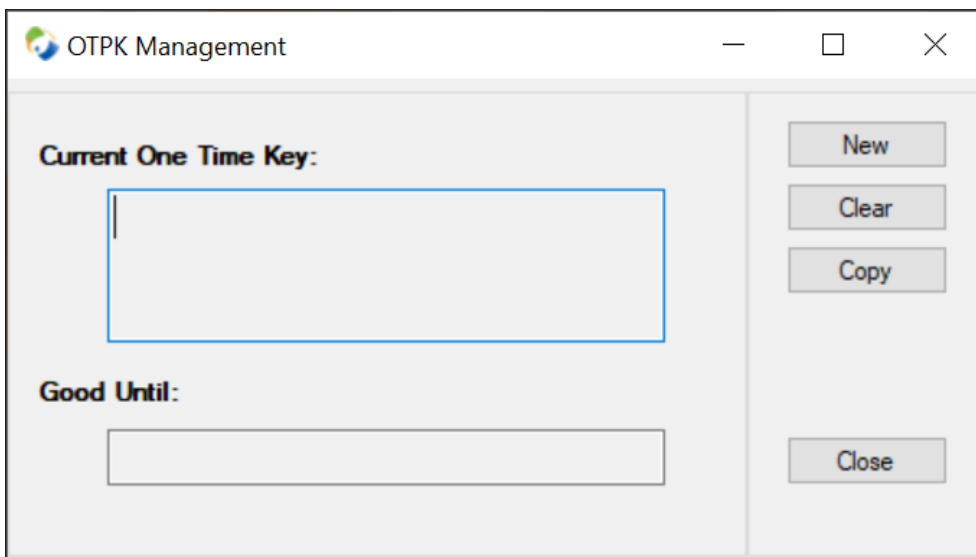 OTPK Management
Current One Time Key:
New
Clear
Copy
Good Until:
Close